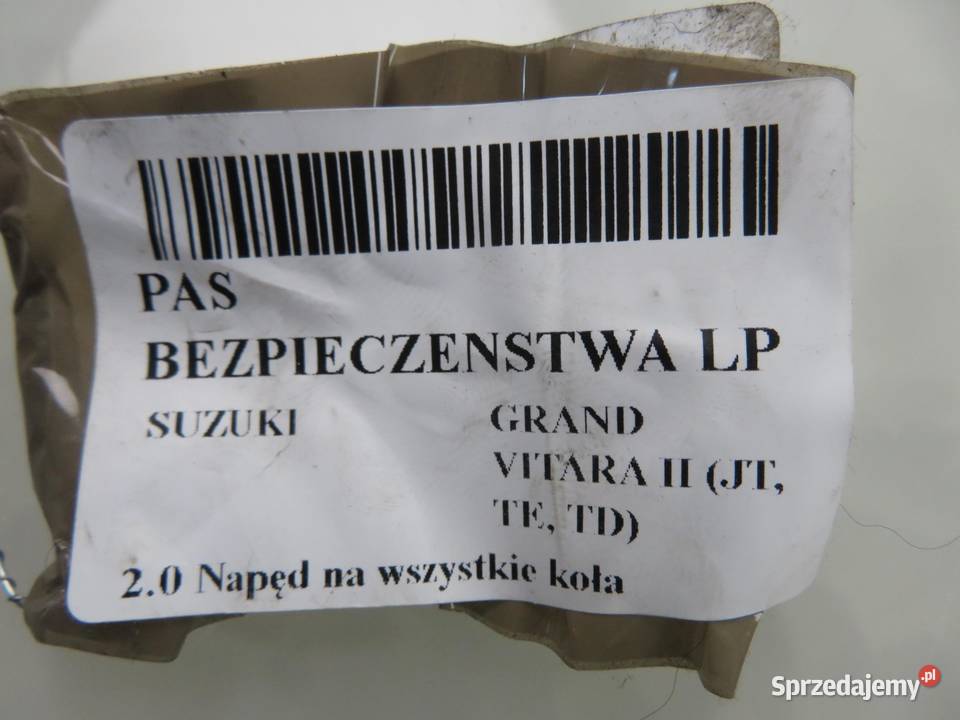 PAS
BEZPIECZENSTWA LP
SUZUKI
GRAND
VITARA II (JT,
TE, TD)
2.0 Napęd na wszystkie koła
Sprzedajemy.pl